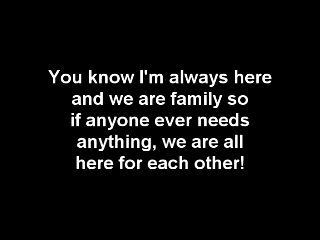 You know I'm always here
and we are family so
if anyone ever needs
anything, we are all
here for each other!